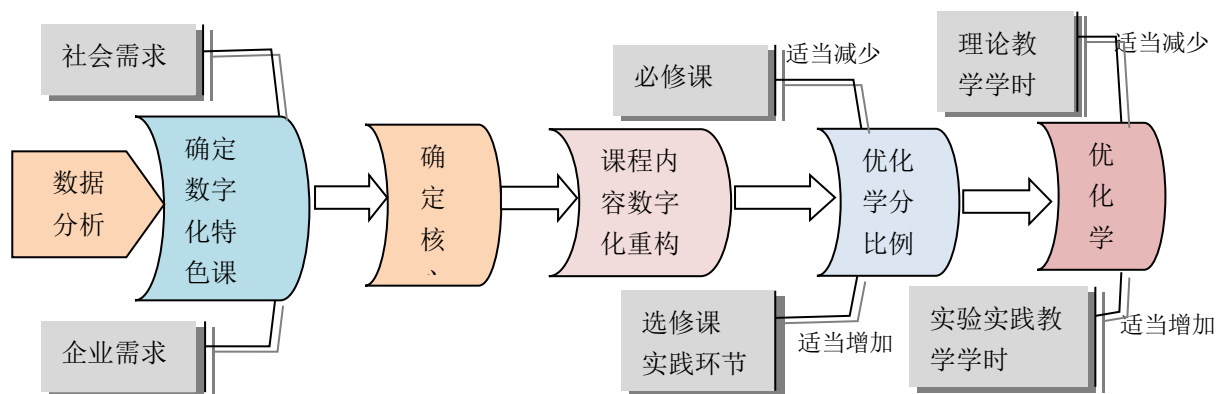 社会需求
企业需求
数据
分析
确定
数字
化特
色课
确
定
核
课程内
容数字
化重构
必修课
适当减少
优化
学分
比例
选修课
实践环节
适当增加
理论教
学学时
适当减少
优
化
学
实验实践教
学学时
适当增加